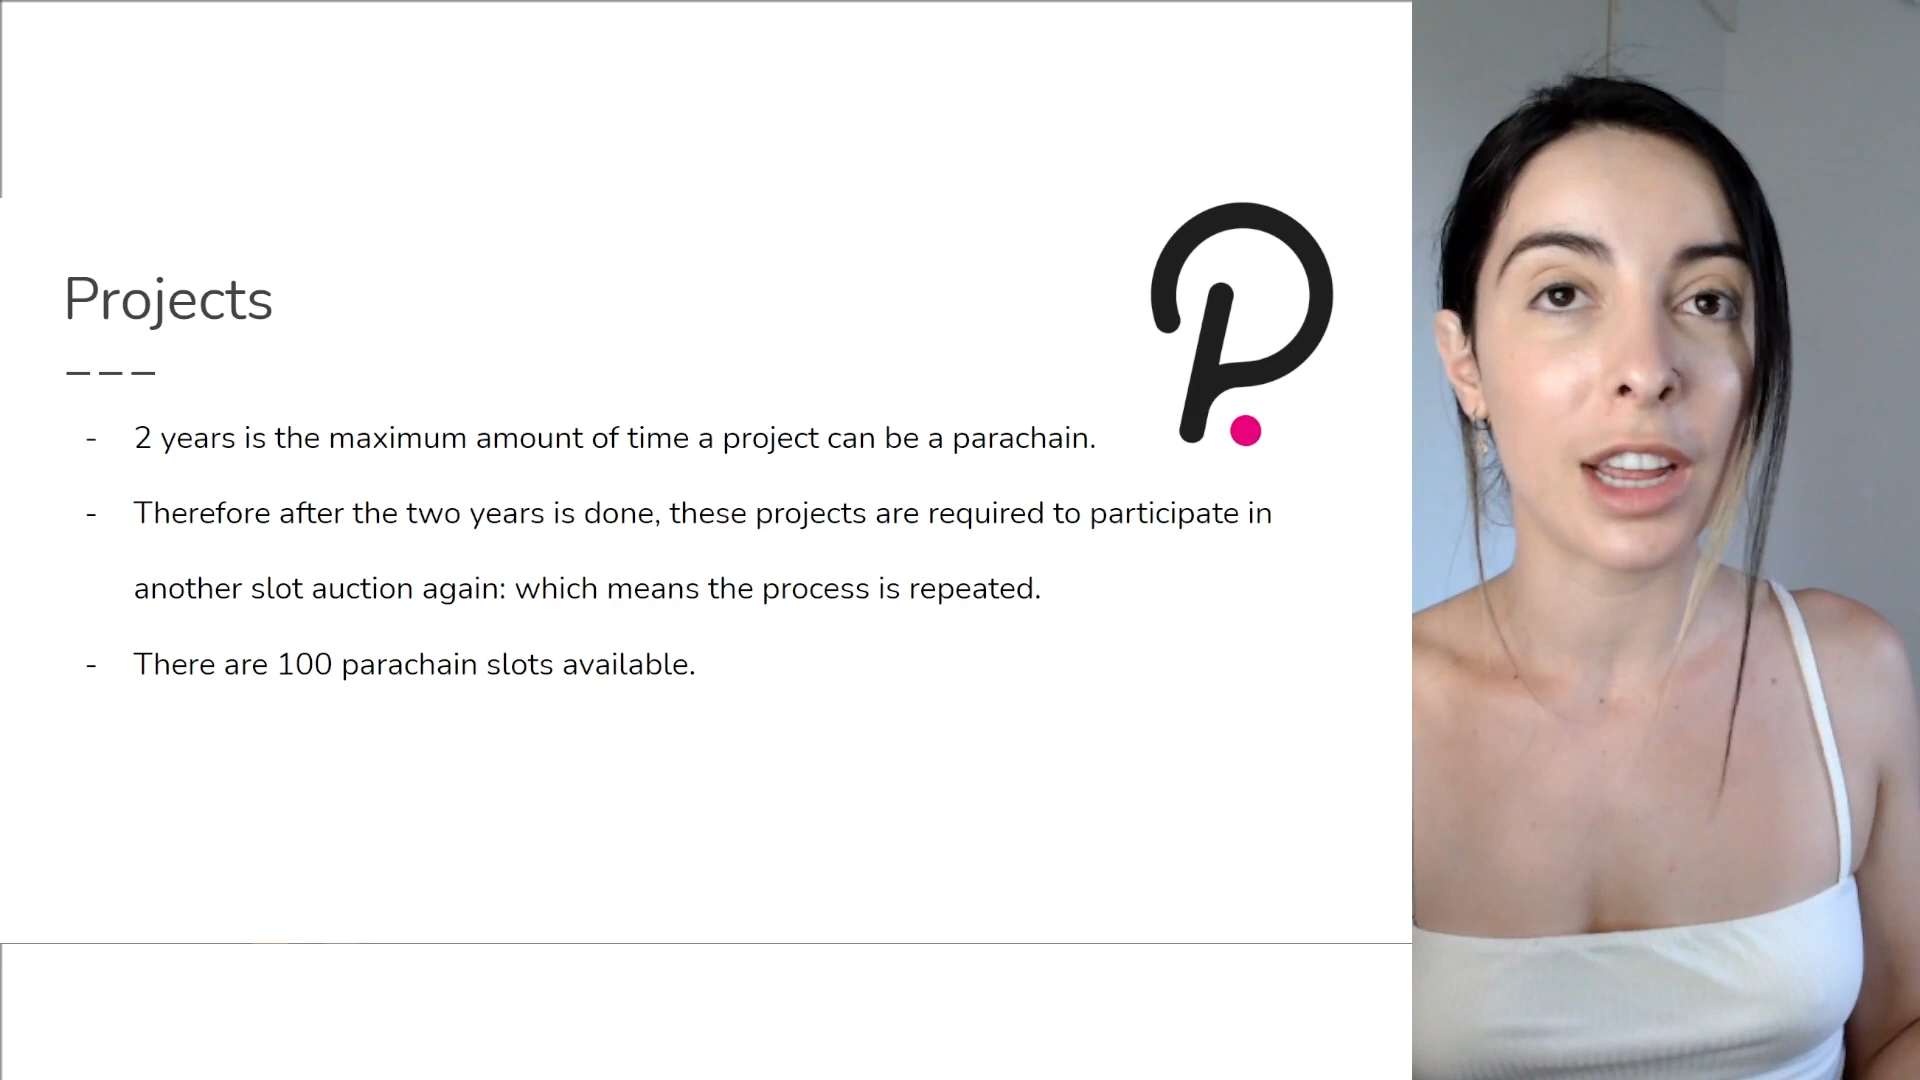 Projects
- 2 years is the maximum amount of time a project can be a parachain.
- Therefore after the two years is done, these projects are required to participate in
another slot auction again: which means the process is repeated.
- There are 100 parachain slots available.